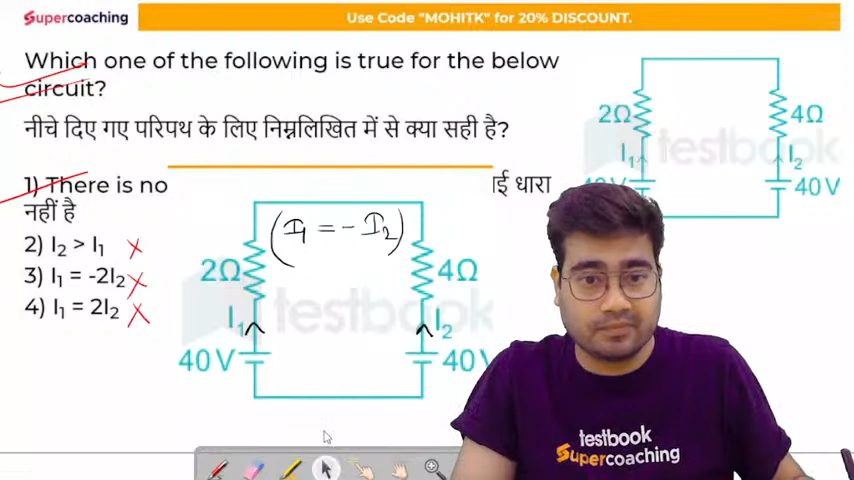 Supercoaching
Use Code "MOHITK" for 20% DISCOUNT.
Which one of the following is true for the below
circuit?
नीचे दिए गए परिपथ के लिए निम्नलिखित में से क्या सही है?
2Ω
4Ω
I₁
I₂
40 V
testbook
1) There is no
ई धारा
नहीं है
2) I₂ > I₁
3) I₁ = -2I₂
4) I₁ = 2I₂
(I₁ = - I₂)
2Ω
4Ω
testbook
I₁
I₂
40 V
40 V
testbook
Supercoaching